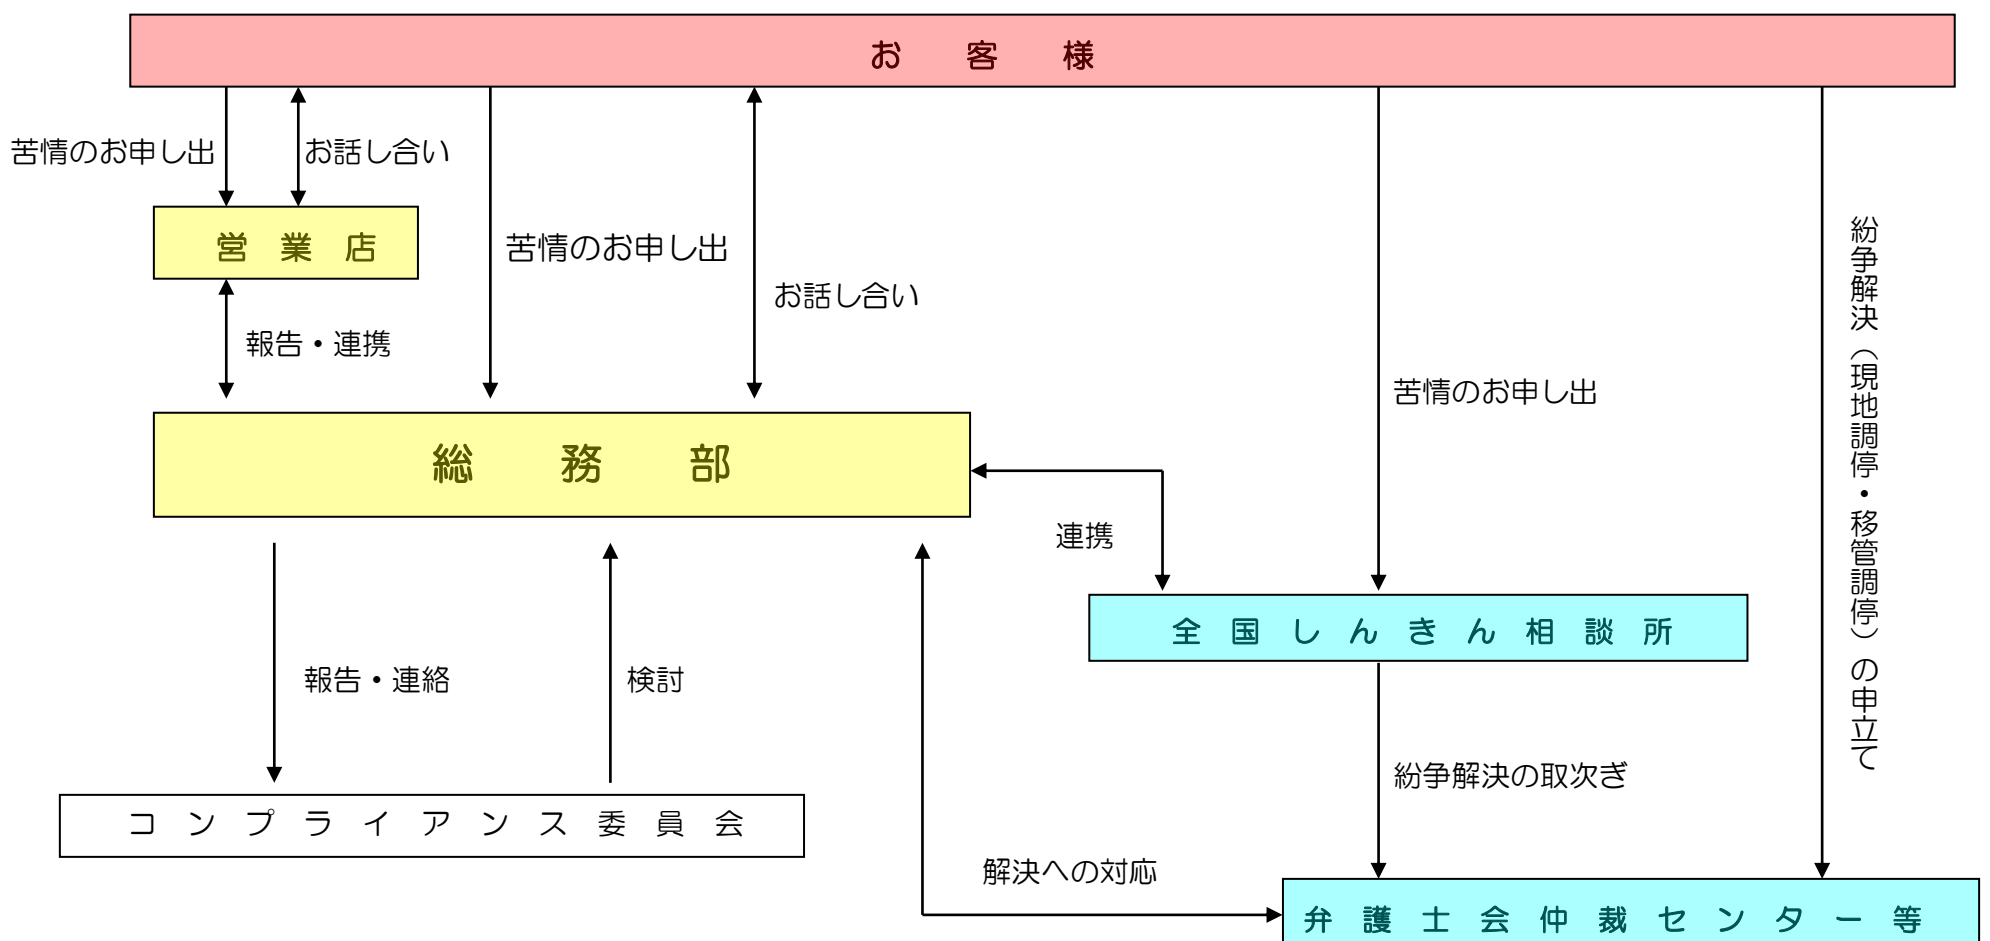 お客様
苦情のお申し出
お話し合い
営業店
苦情のお申し出
お話し合い
報告・連携
苦情のお申し出
紛争解決（現地調停・移管調停）の申立て
総務部
連携
全国しんきん相談所
報告・連絡
検討
紛争解決の取次ぎ
コンプライアンス委員会
解決への対応
弁護士会仲裁センター等